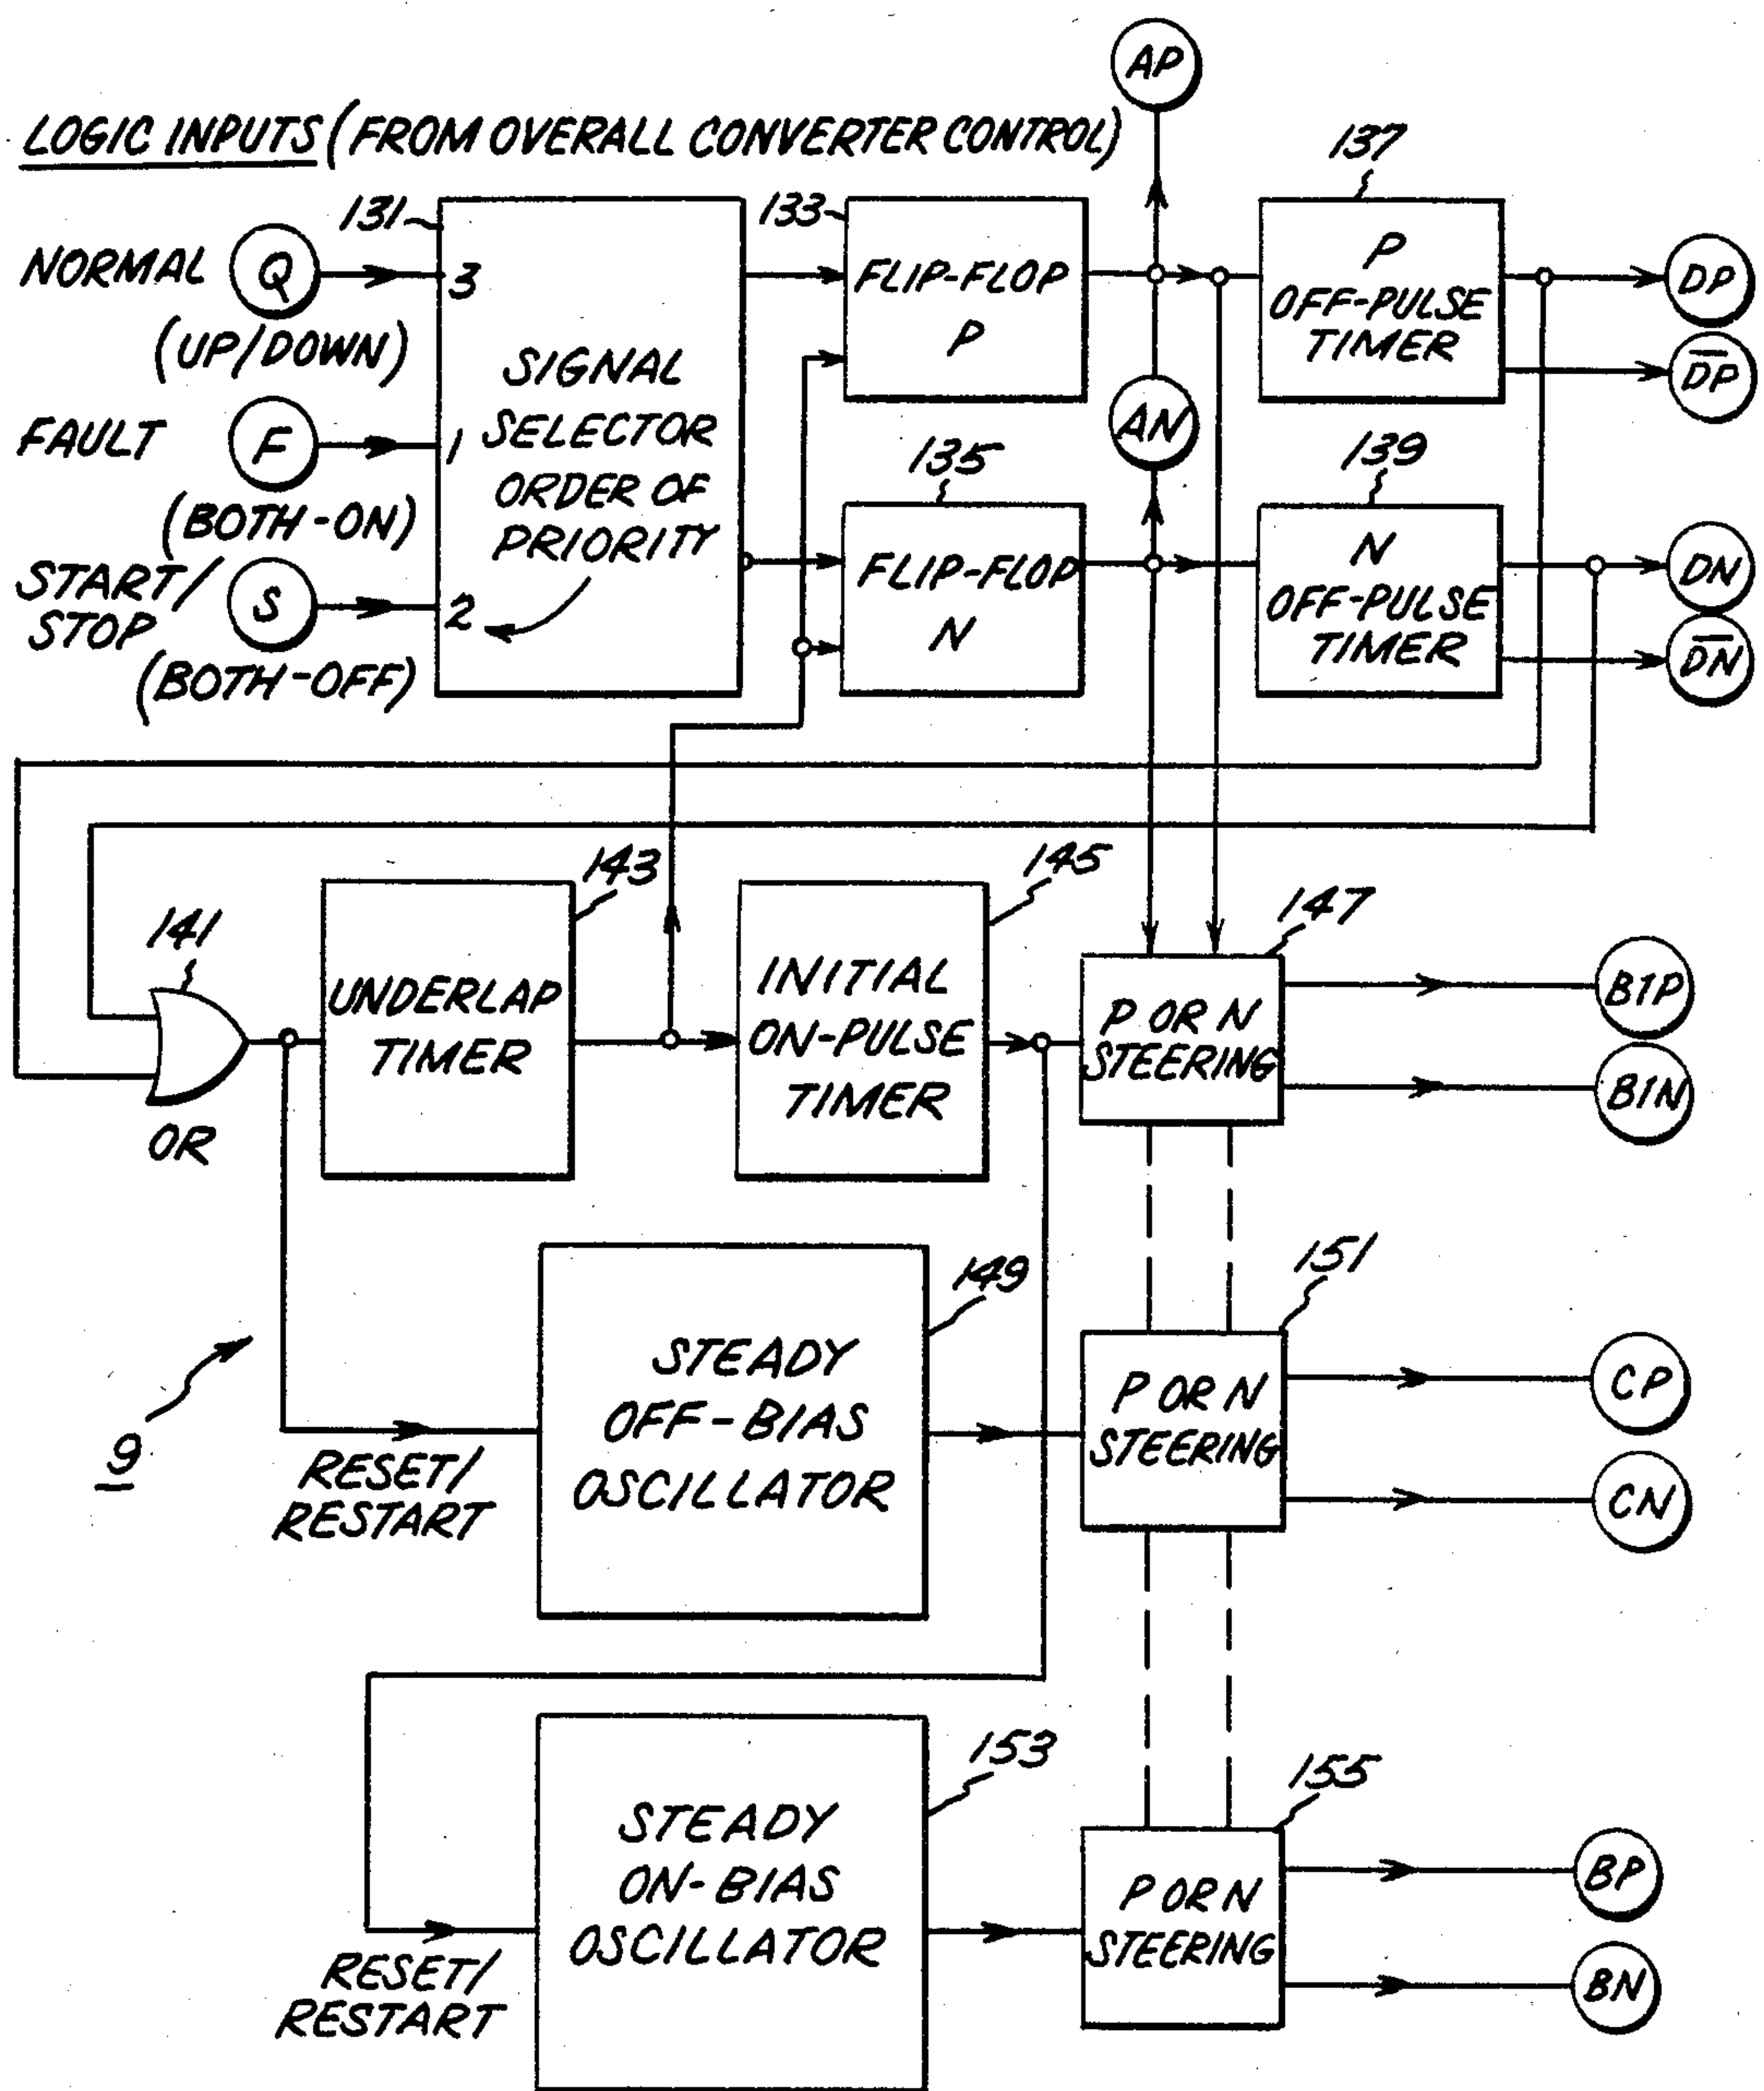 AP
LOGIC INPUTS (FROM OVERALL CONVERTER CONTROL)
131
133
137
NORMAL
Q
(UP/DOWN)
3
FAULT
F
(BOTH-ON)
1
START/
STOP
S
(BOTH-OFF)
2
SIGNAL
SELECTOR
ORDER OF
PRIORITY
FLIP-FLOP
P
AN
P
OFF-PULSE
TIMER
DP
D̅P̅
135
139
FLIP-FLOP
N
N
OFF-PULSE
TIMER
DN
D̅N̅
141
OR
143
UNDERLAP
TIMER
145
INITIAL
ON-PULSE
TIMER
147
P OR N
STEERING
B1P
B1N
9
RESET/
RESTART
149
STEADY
OFF-BIAS
OSCILLATOR
151
P OR N
STEERING
CP
CN
RESET/
RESTART
153
STEADY
ON-BIAS
OSCILLATOR
155
P OR N
STEERING
BP
BN